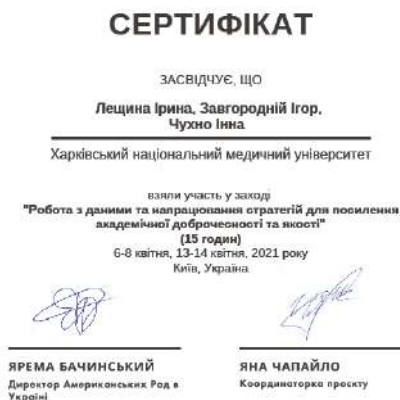 СЕРТИФІКАТ
ЗАСВІДЧУЄ, ЩО
Лещина Ірина, Завгородній Ігор,
Чухно Інна
Харківський національний медичний університет
взяли участь у заході
"Робота з даними та напрацювання стратегій для посилення
академічної доброчесності та якості"
(15 годин)
6-8 квітня, 13-14 квітня, 2021 року
Київ, Україна
ЯРЕМА БАЧИНСЬКИЙ
Директор Американських Рад в
Україні
ЯНА ЧАПАЙЛО
Координаторка проєкту